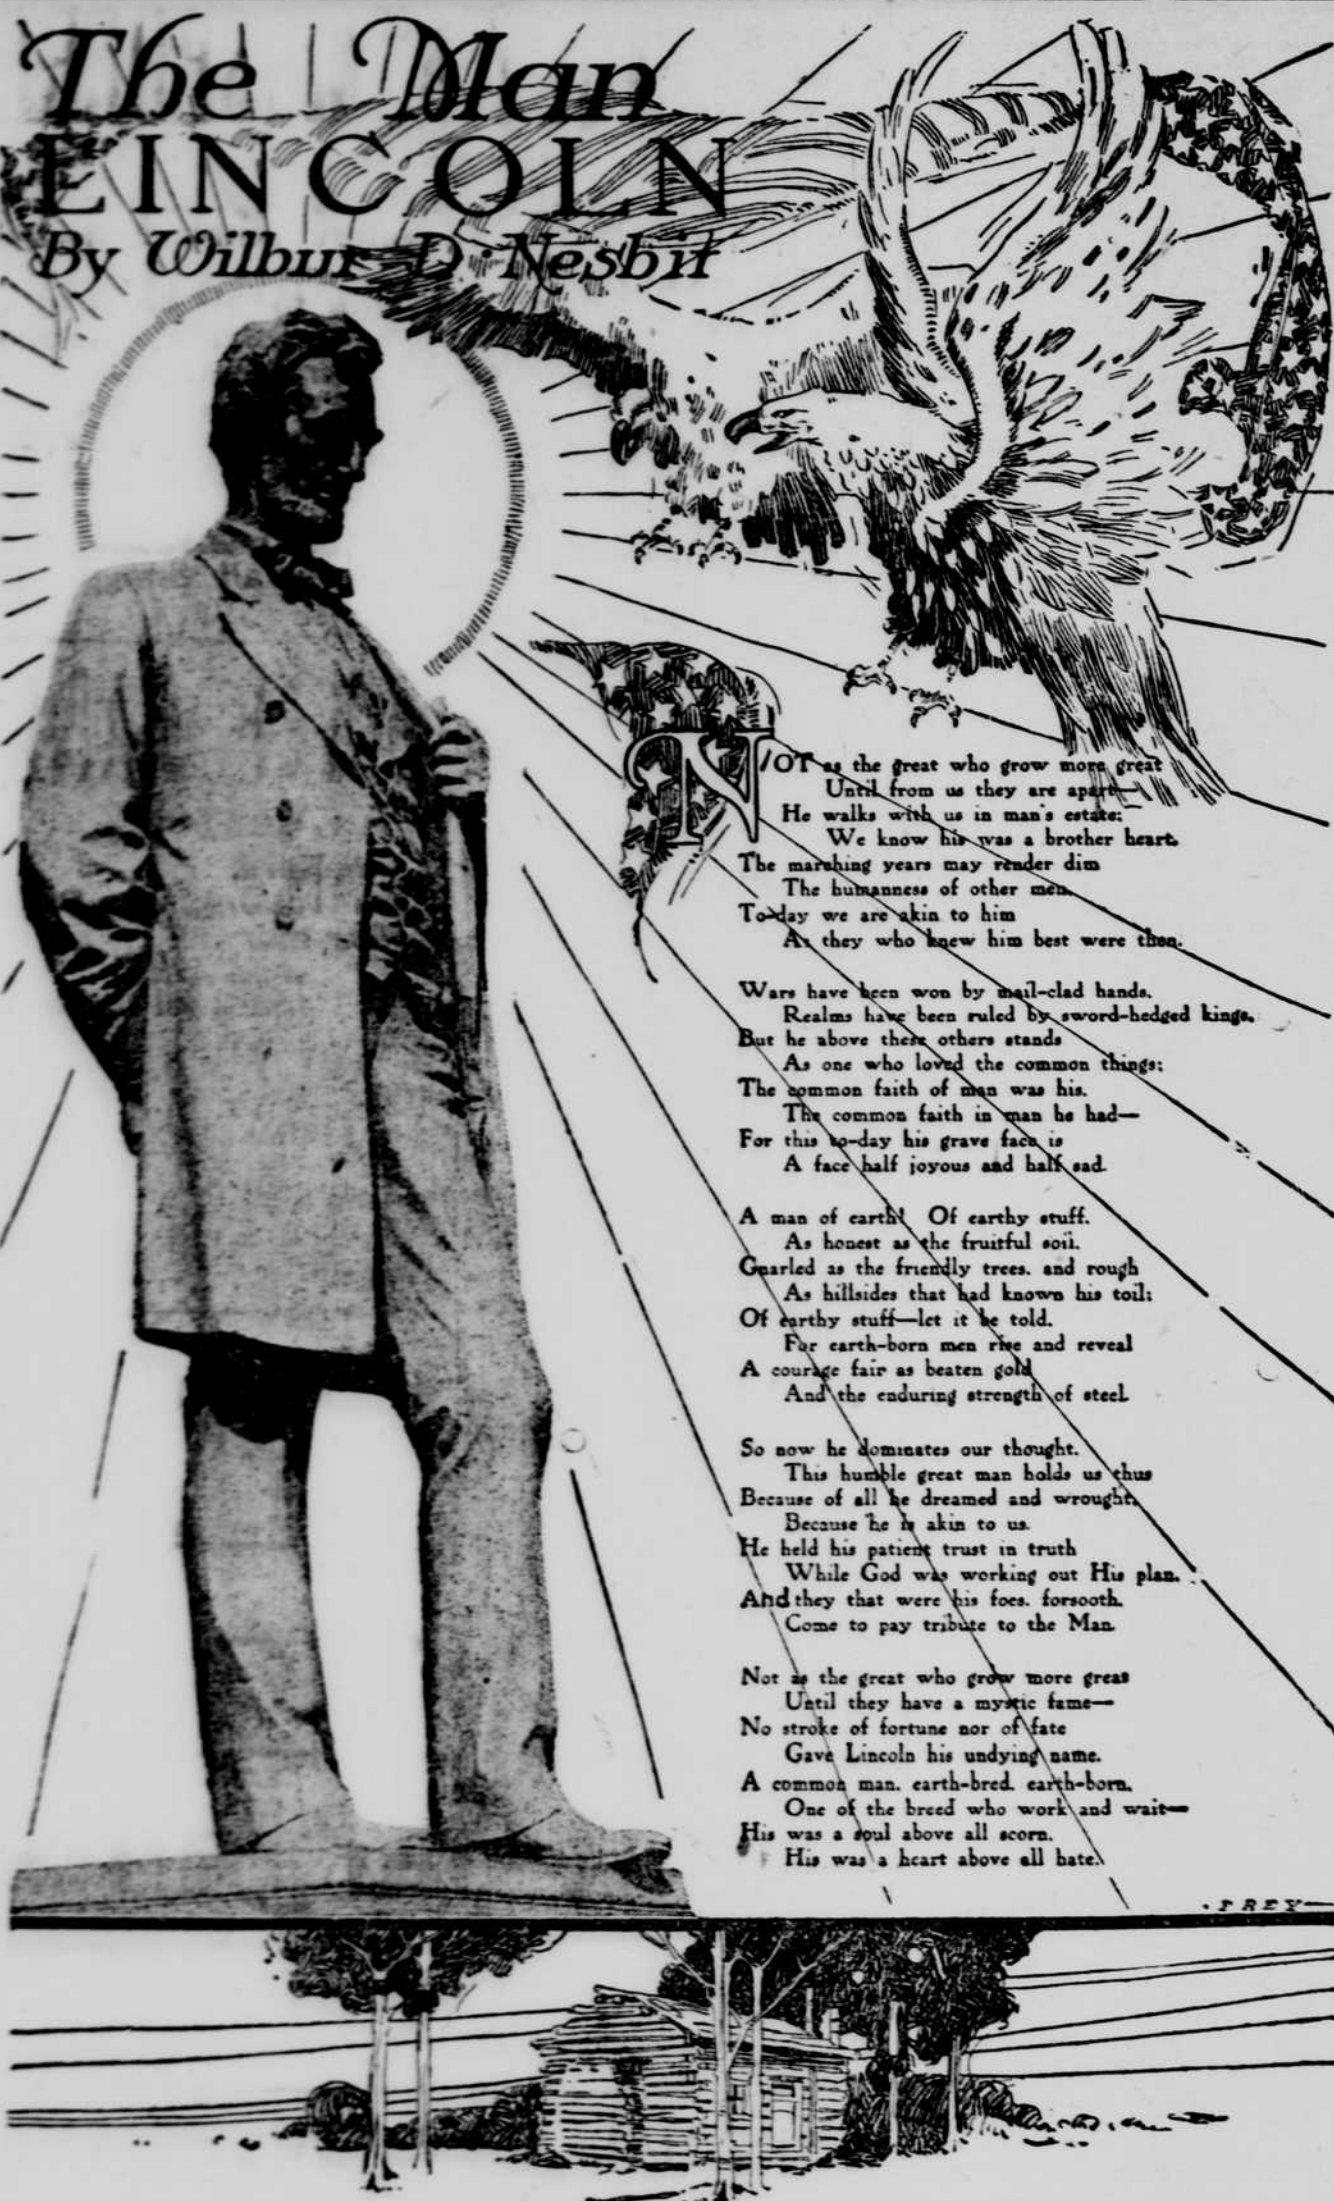 The Man
LINCOLN
By Wilbur D. Nesbit
NOT as the great who grow more great
Until from us they are apart—
He walks with us in man's estate;
We know his was a brother heart.
The marching years may render dim
The humanness of other men,
To-day we are akin to him
As they who knew him best were then.
Wars have been won by mail-clad hands,
Realms have been ruled by sword-hedged kings,
But he above these others stands
As one who loved the common things;
The common faith of man was his,
The common faith in man he had—
For this to-day his grave face is
A face half joyous and half sad.
A man of earth! Of earthy stuff,
As honest as the fruitful soil,
Gnarled as the friendly trees, and rough
As hillsides that had known his toil;
Of earthy stuff—let it be told,
For earth-born men rise and reveal
A courage fair as beaten gold
And the enduring strength of steel.
So now he dominates our thought,
This humble great man holds us thus
Because of all he dreamed and wrought,
Because he is akin to us.
He held his patient trust in truth
While God was working out His plan,
And they that were his foes, forsooth,
Come to pay tribute to the Man.
Not as the great who grow more great
Until they have a mystic fame—
No stroke of fortune nor of fate
Gave Lincoln his undying name.
A common man, earth-bred, earth-born,
One of the breed who work and wait—
His was a soul above all scorn,
His was a heart above all hate.
FREY